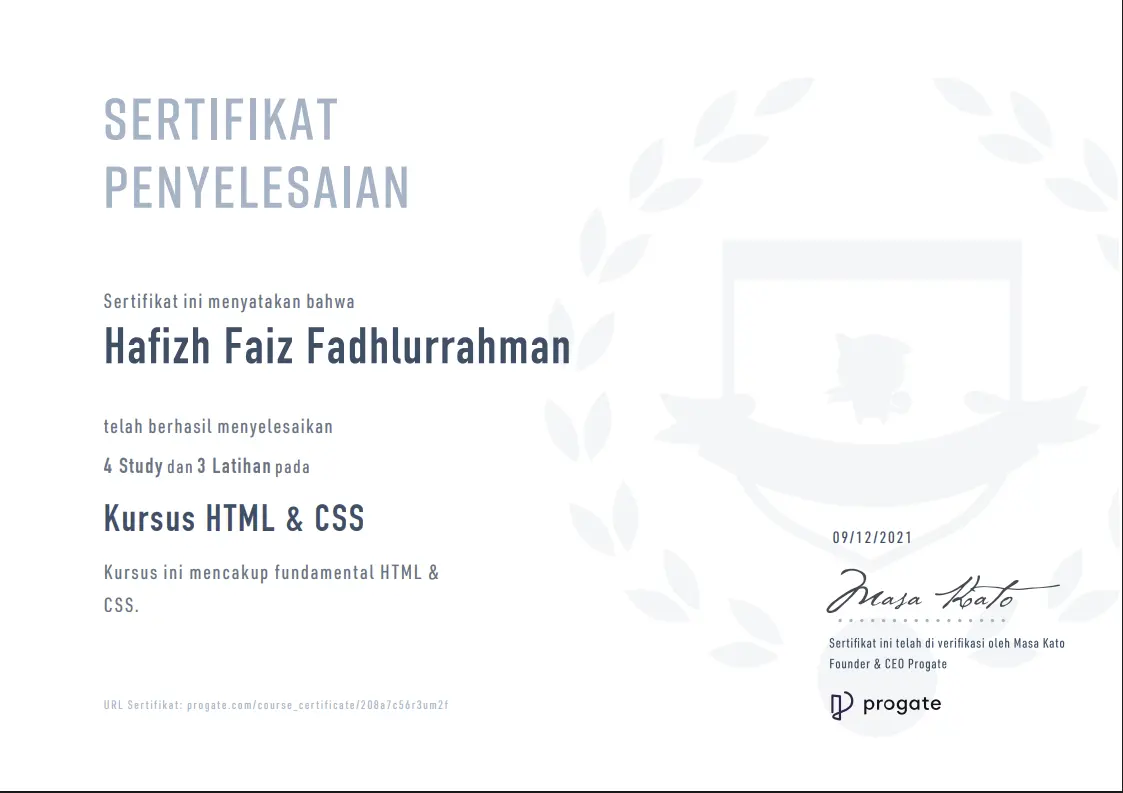 SERTIFIKAT
PENYELESAIAN
Sertifikat ini menyatakan bahwa
Hafizh Faiz Fadhlurrahman
telah berhasil menyelesaikan
4 Study dan 3 Latihan pada
Kursus HTML & CSS
Kursus ini mencakup fundamental HTML &
CSS.
URL Sertifikat: progate.com/course_certificate/208a7c56r3um2f
09/12/2021
Masa Kato
Sertifikat ini telah di verifikasi oleh Masa Kato
Founder & CEO Progate
progate